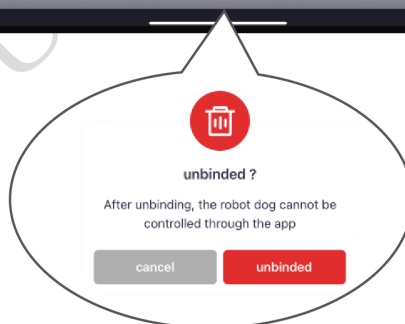 unbinded ?
After unbinding, the robot dog cannot be
controlled through the app
cancel
unbinded